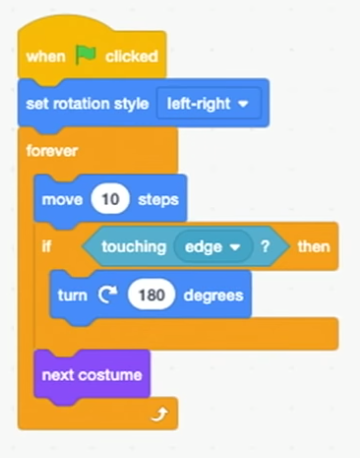 when clicked
set rotation style left-right
forever
move 10 steps
if touching edge ? then
turn 180 degrees
next costume